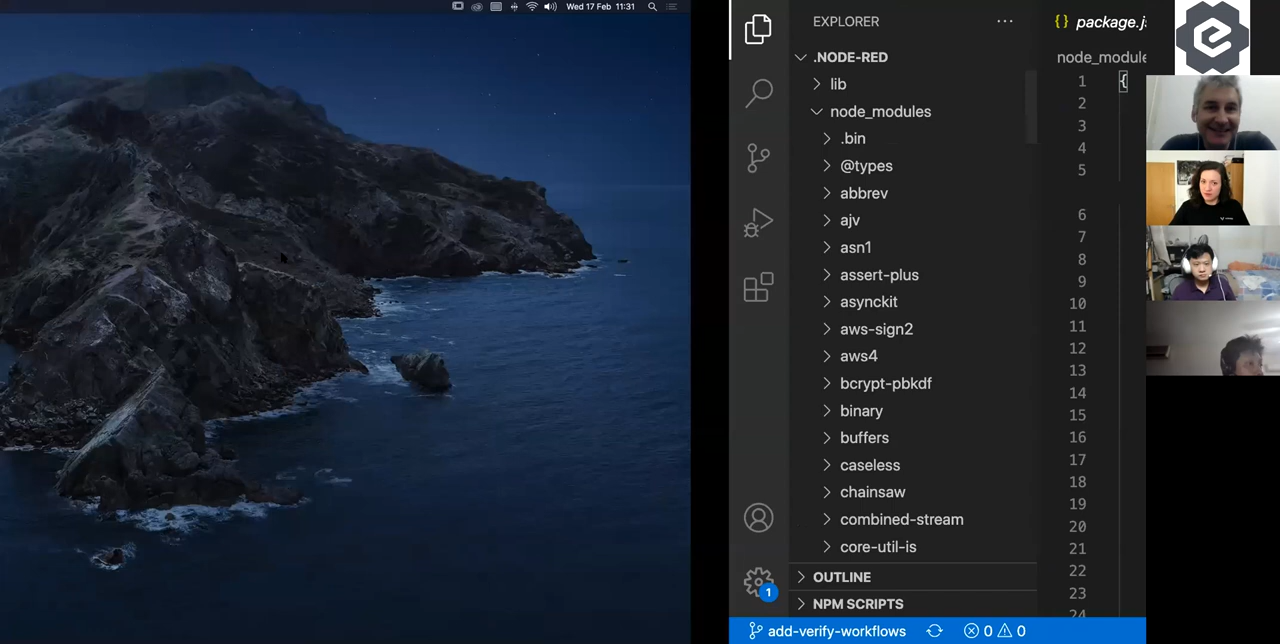 Wed 17 Feb 11:31
EXPLORER
.NODE-RED
lib
node_modules
.bin
@types
abbrev
ajv
asn1
assert-plus
asynckit
aws-sign2
aws4
bcrypt-pbkdf
binary
buffers
caseless
chainsaw
combined-stream
core-util-is
OUTLINE
NPM SCRIPTS
1
add-verify-workflows
0 0
{} package.js
node_module
1 {
2
3
4
5
6
7
8
9
10
11
12
13
14
15
16
17
18
19
20
21
22
23
24